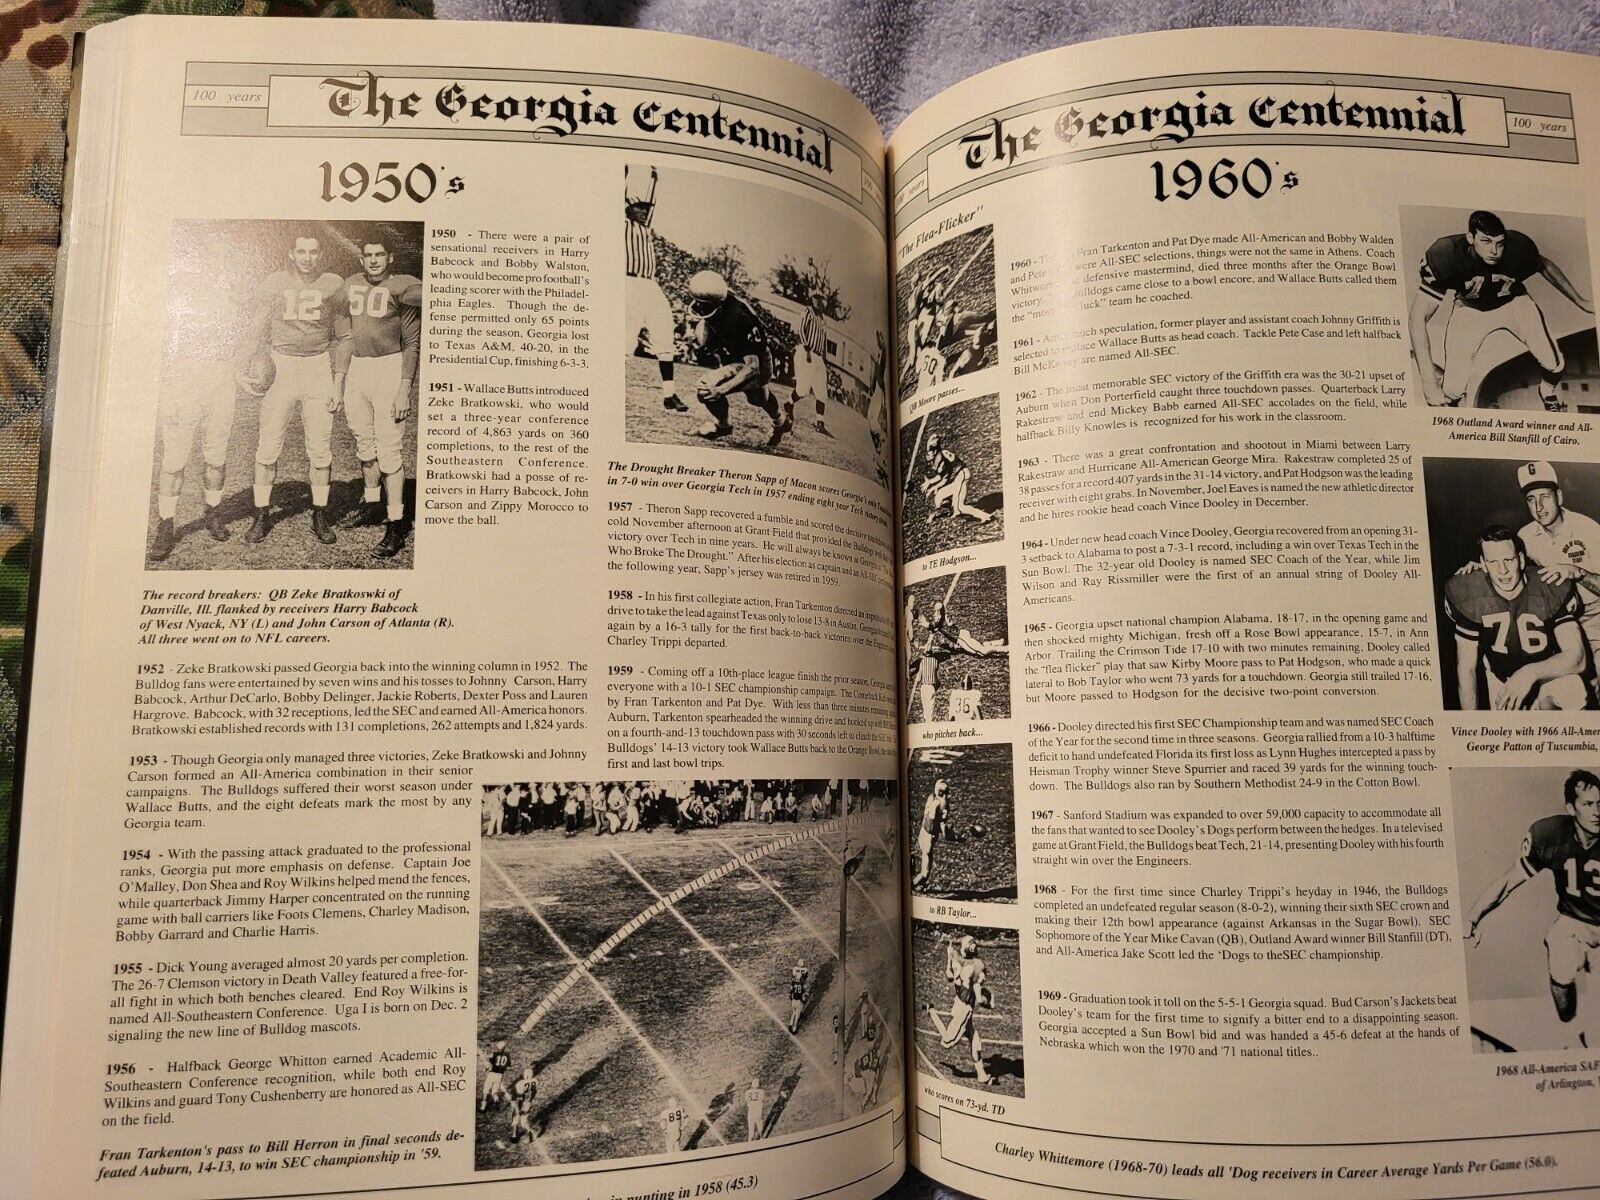 100 years
The Georgia Centennial
1950's
1950 - There were a pair of
sensational receivers in Harry
Babcock and Bobby Walston,
who would become pro football's
leading scorer with the Philadel-
phia Eagles. Though the de-
fense permitted only 65 points
during the season, Georgia lost
to Texas A&M, 40-20, in the
Presidential Cup, finishing 6-3-3.
1951 - Wallace Butts introduced
Zeke Bratkowski, who would
set a three-year conference
record of 4,863 yards on 360
completions, to the rest of the
Southeastern Conference.
Bratkowski had a posse of re-
ceivers in Harry Babcock, John
Carson and Zippy Morocco to
move the ball.
12
50
The record breakers: QB Zeke Bratkoswki of
Danville, Ill. flanked by receivers Harry Babcock
of West Nyack, NY (L) and John Carson of Atlanta (R).
All three went on to NFL careers.
1952 - Zeke Bratkowski passed Georgia back into the winning column in 1952. The
Bulldog fans were entertained by seven wins and his tosses to Johnny Carson, Harry
Babcock, Arthur DeCarlo, Bobby Delinger, Jackie Roberts, Dexter Poss and Lauren
Hargrove. Babcock, with 32 receptions, led the SEC and earned All-America honors.
Bratkowski established records with 131 completions, 262 attempts and 1,824 yards.
1953 - Though Georgia only managed three victories, Zeke Bratkowski and Johnny
Carson formed an All-America combination in their senior
campaigns. The Bulldogs suffered their worst season under
Wallace Butts, and the eight defeats mark the most by any
Georgia team.
1954 - With the passing attack graduated to the professional
ranks, Georgia put more emphasis on defense. Captain Joe
O'Malley, Don Shea and Roy Wilkins helped mend the fences,
while quarterback Jimmy Harper concentrated on the running
game with ball carriers like Foots Clemens, Charley Madison,
Bobby Garrard and Charlie Harris.
1955 - Dick Young averaged almost 20 yards per completion.
The 26-7 Clemson victory in Death Valley featured a free-for-
all fight in which both benches cleared. End Roy Wilkins is
named All-Southeastern Conference. Uga I is born on Dec. 2
signaling the new line of Bulldog mascots.
1956 - Halfback George Whitton earned Academic All-
Southeastern Conference recognition, while both end Roy
Wilkins and guard Tony Cushenberry are honored as All-SEC
on the field.
Fran Tarkenton's pass to Bill Herron in final seconds de-
feated Auburn, 14-13, to win SEC championship in '59.
The Drought Breaker Theron Sapp of Macon scores Georgia's only
in 7-0 win over Georgia Tech in 1957 ending eight year Tech victory
1957 - Theron Sapp recovered a fumble and scored the decisive
cold November afternoon at Grant Field that provided the Bulldogs
victory over Tech in nine years. He will always be known at Georgia as
Who Broke The Drought." After his election as captain and an All-SEC
the following year, Sapp's jersey was retired in 1959.
1958 - In his first collegiate action, Fran Tarkenton directed an
drive to take the lead against Texas only to lose 13-8 in Austin. Georgia
again by a 16-3 tally for the first back-to-back victories over the
Charley Trippi departed.
1959 - Coming off a 10th-place league finish the prior season, Georgia
everyone with a 10-1 SEC championship campaign. The Comeback Kids
by Fran Tarkenton and Pat Dye. With less than three minutes remaining
Auburn, Tarkenton spearheaded the winning drive and hooked up
on a fourth-and-13 touchdown pass with 30 seconds left to clinch the
Bulldogs' 14-13 victory took Wallace Butts back to the Orange Bowl, the
first and last bowl trips.
10
89
in punting in 1958 (45.3)
The Georgia Centennial
100 years
1960's
"The Flea-Flicker"
QB Moore passes...
to TE Hodgson...
36
who pitches back...
to RB Taylor...
who scores on 73-yd. TD
1960 - Fran Tarkenton and Pat Dye made All-American and Bobby Walden
and Pete were All-SEC selections, things were not the same in Athens. Coach
Whitwor defensive mastermind, died three months after the Orange Bowl
victory. Bulldogs came close to a bowl encore, and Wallace Butts called them
the "most luck" team he coached.
1961 - much speculation, former player and assistant coach Johnny Griffith is
selected to replace Wallace Butts as head coach. Tackle Pete Case and left halfback
Bill McKenny are named All-SEC.
1962 - The most memorable SEC victory of the Griffith era was the 30-21 upset of
Auburn when Don Porterfield caught three touchdown passes. Quarterback Larry
Rakestraw and end Mickey Babb earned All-SEC accolades on the field, while
halfback Billy Knowles is recognized for his work in the classroom.
1963 - There was a great confrontation and shootout in Miami between Larry
Rakestraw and Hurricane All-American George Mira. Rakestraw completed 25 of
38 passes for a record 407 yards in the 31-14 victory, and Pat Hodgson was the leading
receiver with eight grabs. In November, Joel Eaves is named the new athletic director
and he hires rookie head coach Vince Dooley in December.
1964 - Under new head coach Vince Dooley, Georgia recovered from an opening 31-
3 setback to Alabama to post a 7-3-1 record, including a win over Texas Tech in the
Sun Bowl. The 32-year old Dooley is named SEC Coach of the Year, while Jim
Wilson and Ray Rissmiller were the first of an annual string of Dooley All-
Americans.
1965 - Georgia upset national champion Alabama, 18-17, in the opening game and
then shocked mighty Michigan, fresh off a Rose Bowl appearance, 15-7, in Ann
Arbor. Trailing the Crimson Tide 17-10 with two minutes remaining, Dooley called
the "flea flicker" play that saw Kirby Moore pass to Pat Hodgson, who made a quick
lateral to Bob Taylor who went 73 yards for a touchdown. Georgia still trailed 17-16,
but Moore passed to Hodgson for the decisive two-point conversion.
1966 - Dooley directed his first SEC Championship team and was named SEC Coach
of the Year for the second time in three seasons. Georgia rallied from a 10-3 halftime
deficit to hand undefeated Florida its first loss as Lynn Hughes intercepted a pass by
Heisman Trophy winner Steve Spurrier and raced 39 yards for the winning touch-
down. The Bulldogs also ran by Southern Methodist 24-9 in the Cotton Bowl.
1967 - Sanford Stadium was expanded to over 59,000 capacity to accommodate all
the fans that wanted to see Dooley's Dogs perform between the hedges. In a televised
game at Grant Field, the Bulldogs beat Tech, 21-14, presenting Dooley with his fourth
straight win over the Engineers.
1968 - For the first time since Charley Trippi's heyday in 1946, the Bulldogs
completed an undefeated regular season (8-0-2), winning their sixth SEC crown and
making their 12th bowl appearance (against Arkansas in the Sugar Bowl). SEC
Sophomore of the Year Mike Cavan (QB), Outland Award winner Bill Stanfill (DT),
and All-America Jake Scott led the 'Dogs to theSEC championship.
1969 - Graduation took it toll on the 5-5-1 Georgia squad. Bud Carson's Jackets beat
Dooley's team for the first time to signify a bitter end to a disappointing season.
Georgia accepted a Sun Bowl bid and was handed a 45-6 defeat at the hands of
Nebraska which won the 1970 and '71 national titles..
77
1968 Outland Award winner and All-
America Bill Stanfill of Cairo.
G
76
Vince Dooley with 1966 All-Amer
George Patton of Tuscumbia,
13
1968 All-America SAF
of Arlington,
Charley Whittemore (1968-70) leads all 'Dog receivers in Career Average Yards Per Game (56.0).